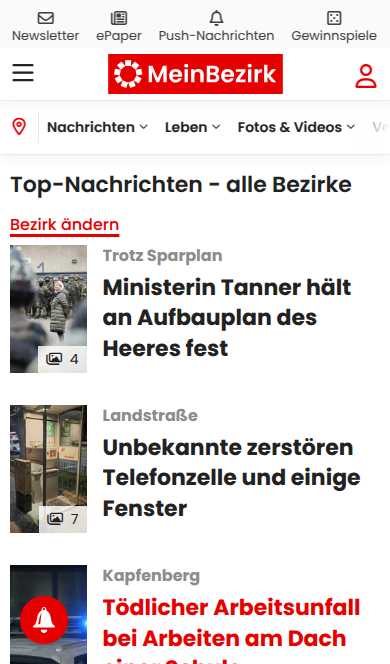 Newsletter ePaper Push-Nachrichten Gewinnspiele
MeinBezirk
Nachrichten Leben Fotos & Videos
Top-Nachrichten - alle Bezirke
Bezirk ändern
Trotz Sparplan
Ministerin Tanner hält
an Aufbauplan des
Heeres fest
4
Landstraße
Unbekannte zerstören
Telefonzelle und einige
Fenster
7
Kapfenberg
Tödlicher Arbeitsunfall
bei Arbeiten am Dach
einer Schule